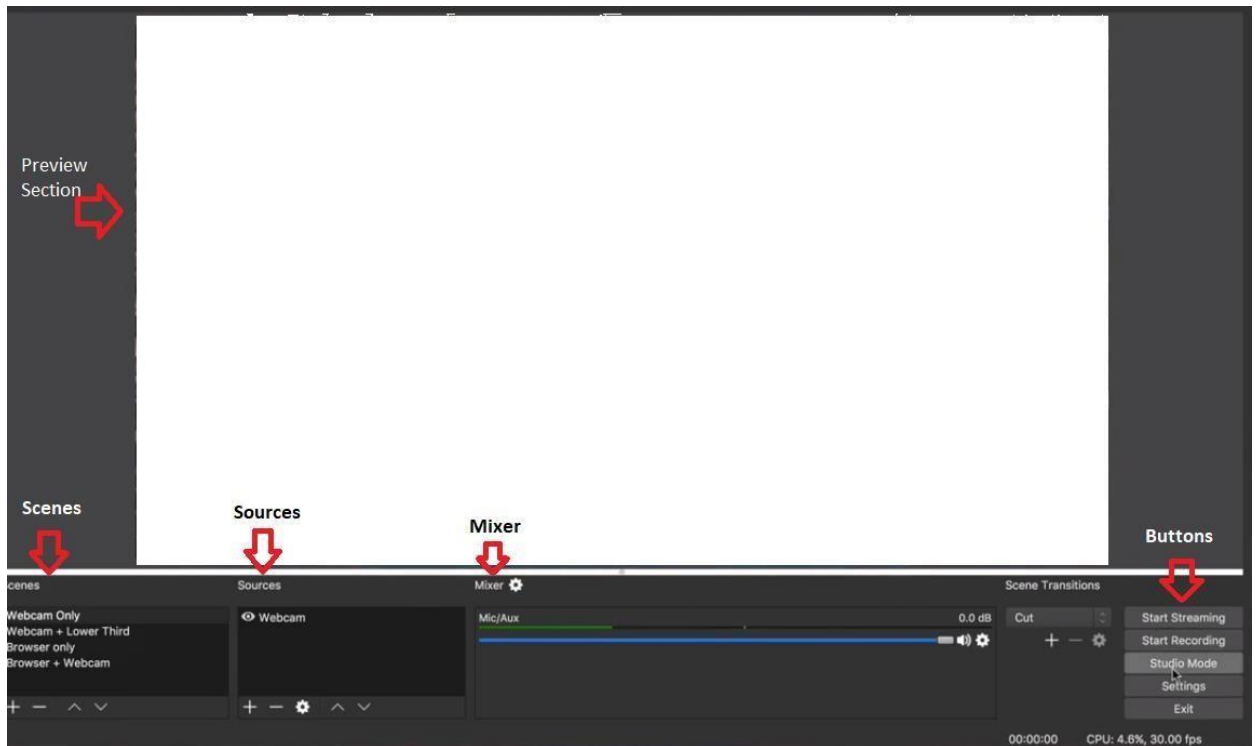 Preview
Section
Scenes
Sources
Mixer
Buttons
cenes
Sources
Mixer
Scene Transitions
Webcam Only
Webcam + Lower Third
Browser only
Browser + Webcam
Webcam
Mic/Aux
0.0 dB
Cut
Start Streaming
Start Recording
Studio Mode
Settings
Exit
00:00:00
CPU: 4.6%, 30.00 fps